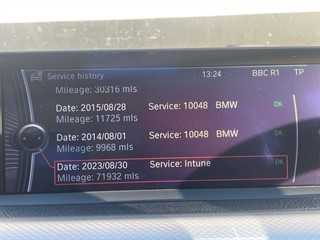 Service history 13:24 BBC R1 TP
Mileage: 30316 mls
Date: 2015/08/28 Service: 10048 BMW OK
Mileage: 11725 mls
Date: 2014/08/01 Service: 10048 BMW OK
Mileage: 9968 mls
Date: 2023/08/30 Service: Intune OK
Mileage: 71932 mls